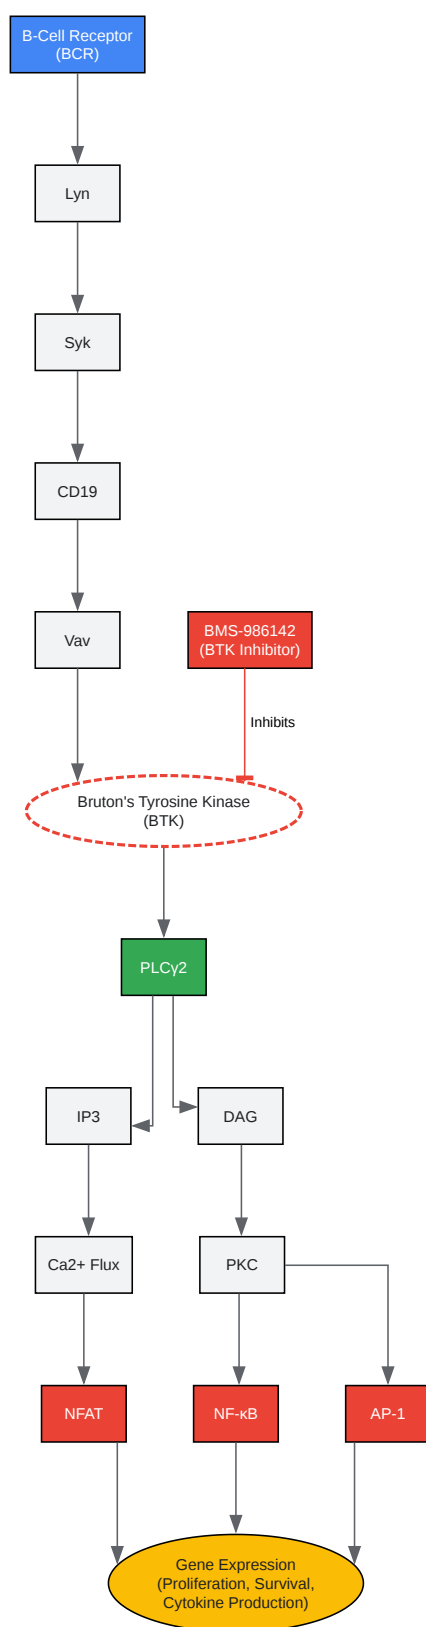 B-Cell Receptor
(BCR)
Lyn
Syk
CD19
Vav
BMS-986142
(BTK Inhibitor)
Inhibits
Bruton's Tyrosine Kinase
(BTK)
PLCγ2
IP3
DAG
Ca2+ Flux
PKC
NFAT
NF-κB
AP-1
Gene Expression
(Proliferation, Survival,
Cytokine Production)